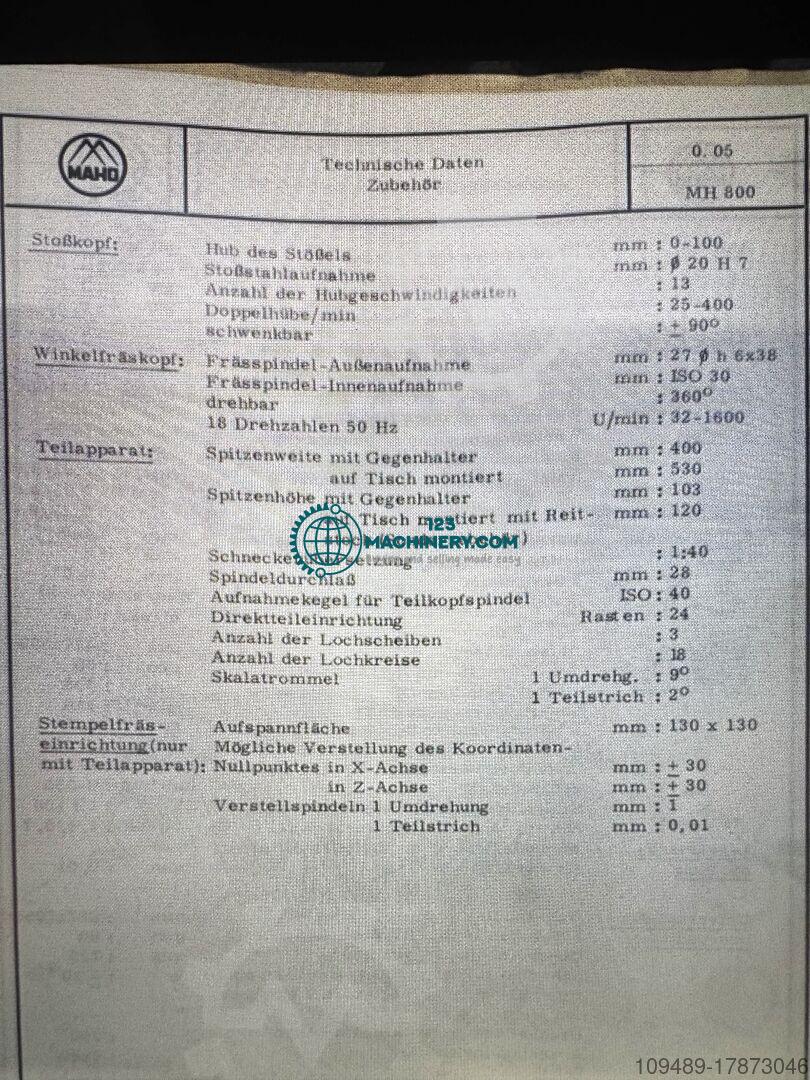 MAHO
Technische Daten
Zubehör
0.05
MH 800
Stoßkopf:
Hub des Stößels mm : 0-100
Stoßstahlaufnahme mm : ø 20 H 7
Anzahl der Hubgeschwindigkeiten : 13
Doppelhübe/min : 25-400
schwenkbar : ± 90°
Winkelfräskopf: Frässpindel-Außenaufnahme mm : 27 ø h 6x38
Frässpindel-Innenaufnahme mm : ISO 30
drehbar : 360°
18 Drehzahlen 50 Hz U/min : 32-1600
Teilapparat: Spitzenweite mit Gegenhalter mm : 400
auf Tisch montiert mm : 530
Spitzenhöhe mit Gegenhalter mm : 103
auf Tisch montiert mit Reit- mm : 120
)
123
MACHINERY.COM
and selling made easy
Schneckenübersetzung : 1:40
Spindeldurchlaß mm : 28
Aufnahmekegel für Teilkopfspindel ISO : 40
Direktteileinrichtung Rasten : 24
Anzahl der Lochscheiben : 3
Anzahl der Lochkreise : 18
Skalatrommel 1 Umdrehg. : 9°
1 Teilstrich : 2°
Stempelfräs- Aufspannfläche mm : 130 x 130
einrichtung(nur Mögliche Verstellung des Koordinaten-
mit Teilapparat): Nullpunktes in X-Achse mm : ± 30
in Z-Achse mm : ± 30
Verstellspindeln 1 Umdrehung mm : 1
1 Teilstrich mm : 0,01
109489-17873046